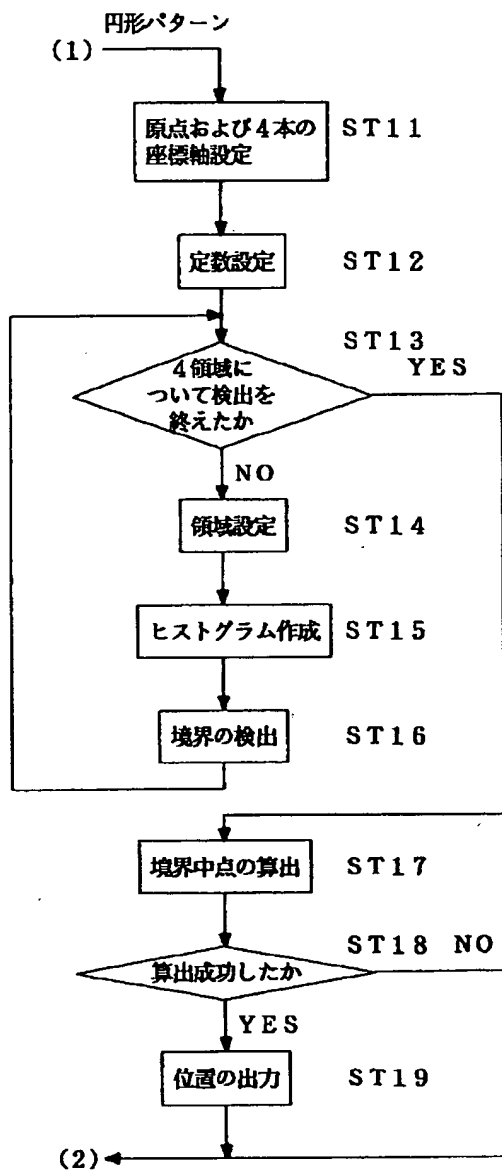 円形パターン
(1)
原点および4本の
座標軸設定
ST11
定数設定
ST12
ST13
4領域に
ついて検出を
終えたか
YES
NO
領域設定
ST14
ヒストグラム作成
ST15
境界の検出
ST16
境界中点の算出
ST17
ST18 NO
算出成功したか
YES
位置の出力
ST19
(2)